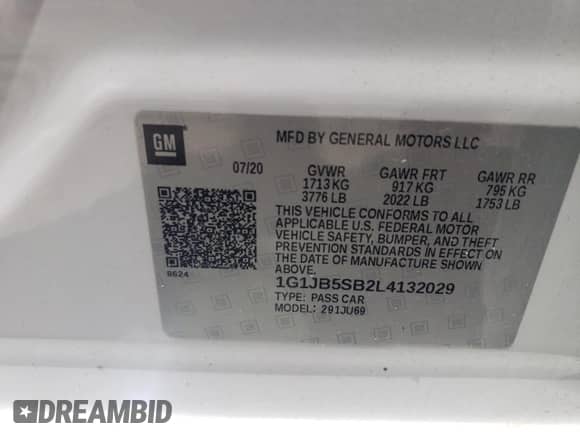 GM
MFD BY GENERAL MOTORS LLC
07/20 GVWR GAWR FRT GAWR RR
1713 KG 917 KG 795 KG
3776 LB 2022 LB 1753 LB
THIS VEHICLE CONFORMS TO ALL
APPLICABLE U.S. FEDERAL MOTOR
VEHICLE SAFETY, BUMPER, AND THEFT
PREVENTION STANDARDS IN EFFECT ON
THE DATE OF MANUFACTURE SHOWN
ABOVE.
8624
1G1JB5SB2L4132029
TYPE: PASS CAR
MODEL: 291JU69
DREAMBID